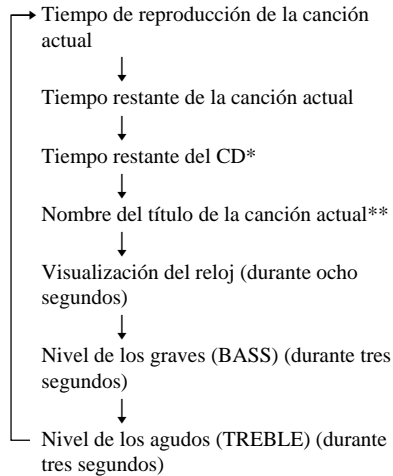 Tiempo de reproducción de la canción
actual
Tiempo restante de la canción actual
Tiempo restante del CD*
Nombre del título de la canción actual**
Visualización del reloj (durante ocho
segundos)
Nivel de los graves (BASS) (durante tres
segundos)
Nivel de los agudos (TREBLE) (durante
tres segundos)